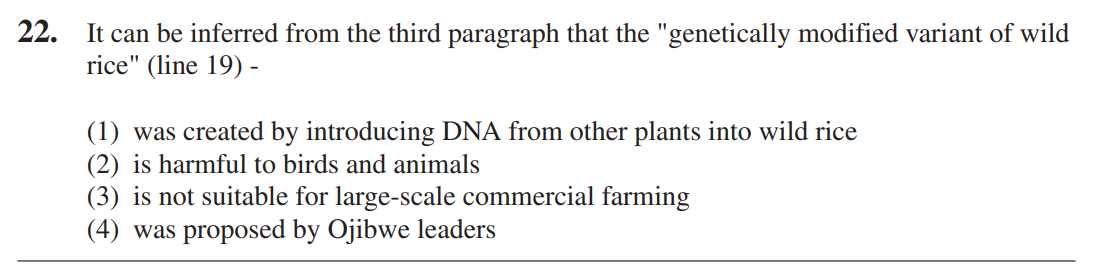 22. It can be inferred from the third paragraph that the "genetically modified variant of wild
rice" (line 19) -
(1) was created by introducing DNA from other plants into wild rice
(2) is harmful to birds and animals
(3) is not suitable for large-scale commercial farming
(4) was proposed by Ojibwe leaders